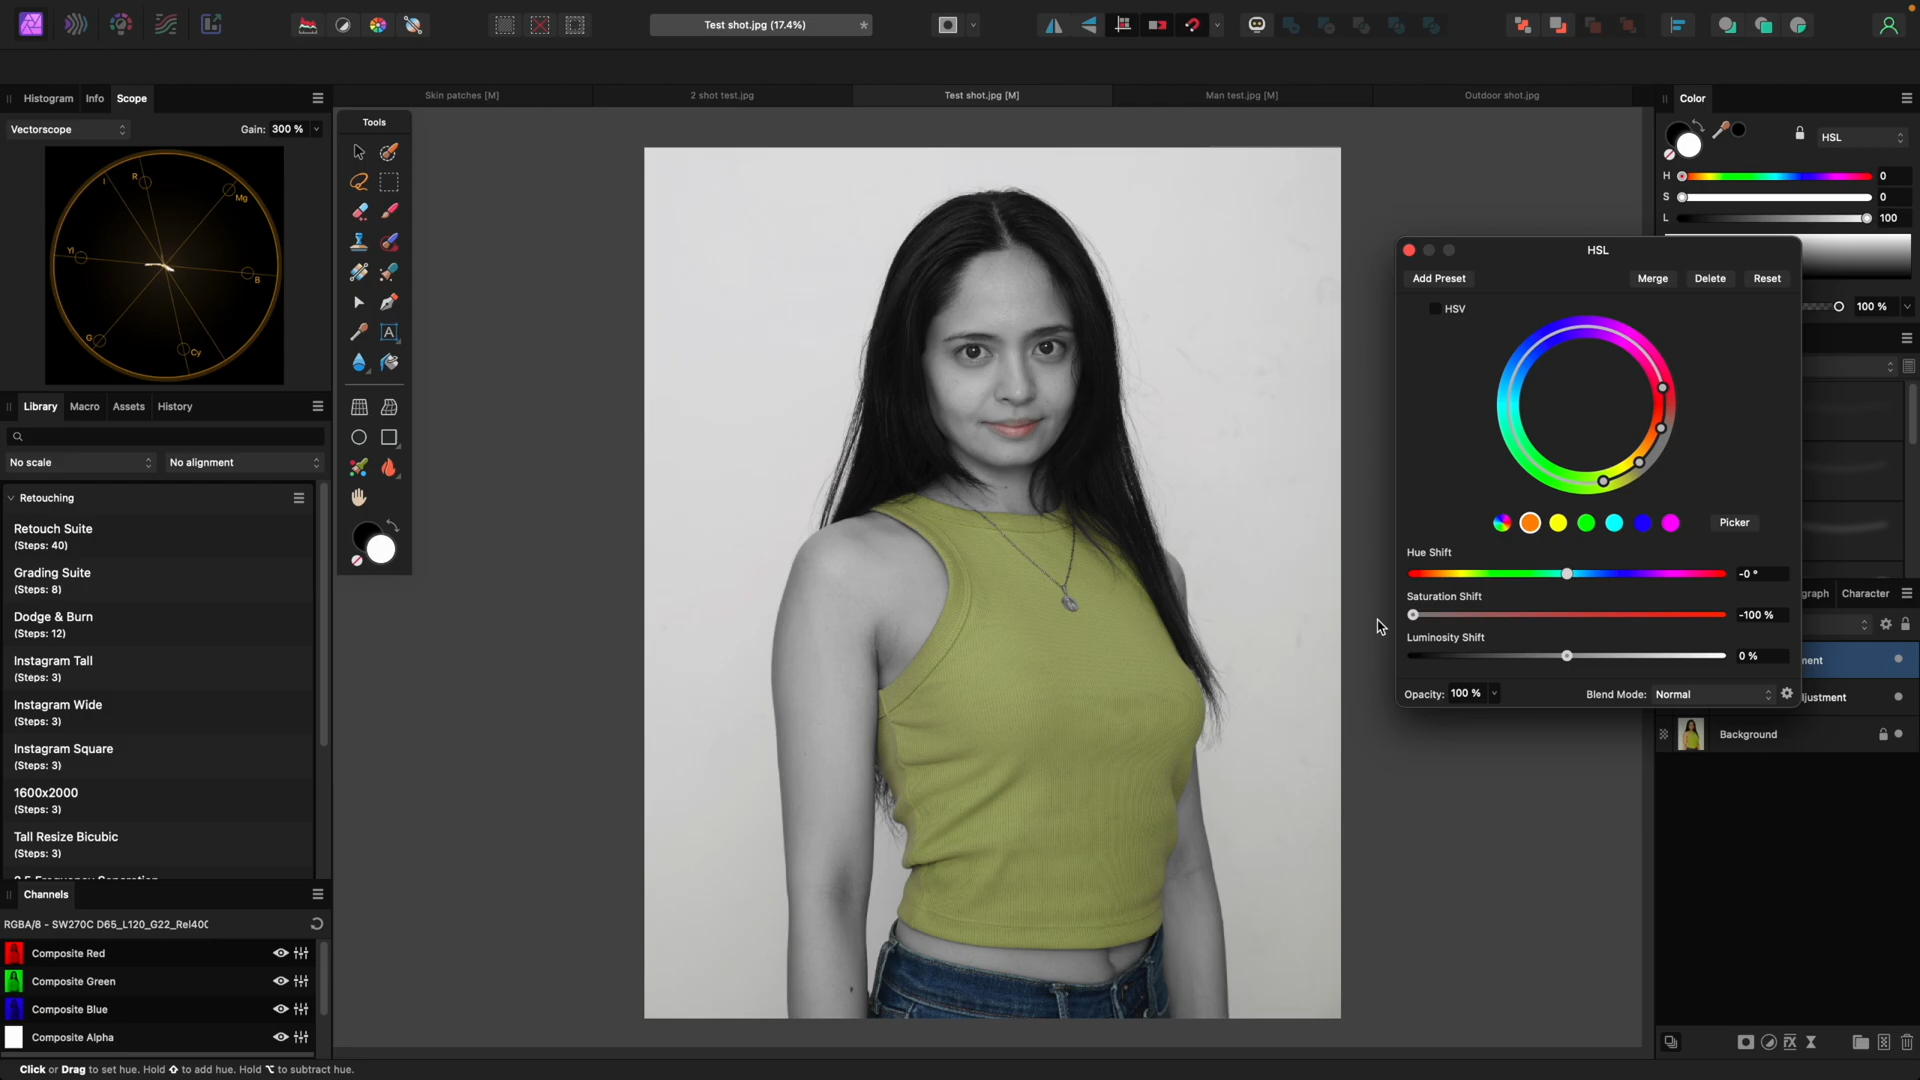 Test shot.jpg (17.4%)
*
Histogram
Info
Scope
Skin patches [M]
2 shot test.jpg
Test shot.jpg [M]
Man test.jpg [M]
Outdoor shot.jpg
Color
Vectorscope
Gain: 300 %
Tools
HSL
H
0
S
0
L
100
R
I
Mg
Yl
B
G
Cy
HSL
Add Preset
Merge
Delete
Reset
HSV
100 %
Library
Macro
Assets
History
No scale
No alignment
Retouching
Retouch Suite
(Steps: 40)
Grading Suite
(Steps: 8)
Dodge & Burn
(Steps: 12)
Instagram Tall
(Steps: 3)
Instagram Wide
(Steps: 3)
Instagram Square
(Steps: 3)
1600x2000
(Steps: 3)
Tall Resize Bicubic
(Steps: 3)
Picker
Hue Shift
-0 °
Saturation Shift
-100 %
Luminosity Shift
0 %
Opacity: 100 %
Blend Mode: Normal
graph
Character
ment
justment
Background
Channels
RGBA/8 - SW270C D65_L120_G22_Rel400
Composite Red
Composite Green
Composite Blue
Composite Alpha
Click or Drag to set hue. Hold ⇧ to add hue. Hold ⌥ to subtract hue.